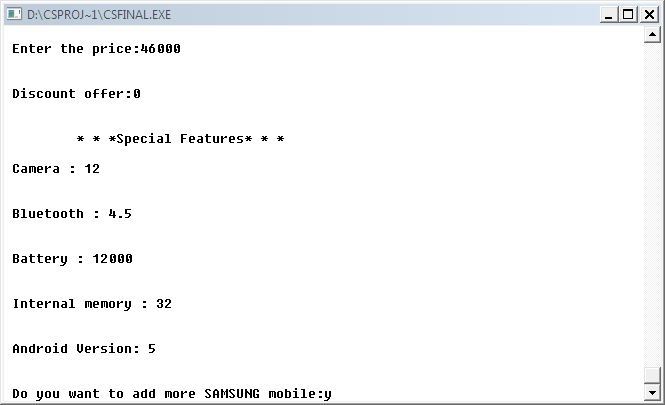 D:\CSPROJ~1\CSFINAL.EXE
Enter the price:46000
Discount offer:0
* * *Special Features* * *
Camera : 12
Bluetooth : 4.5
Battery : 12000
Internal memory : 32
Android Version: 5
Do you want to add more SAMSUNG mobile:y